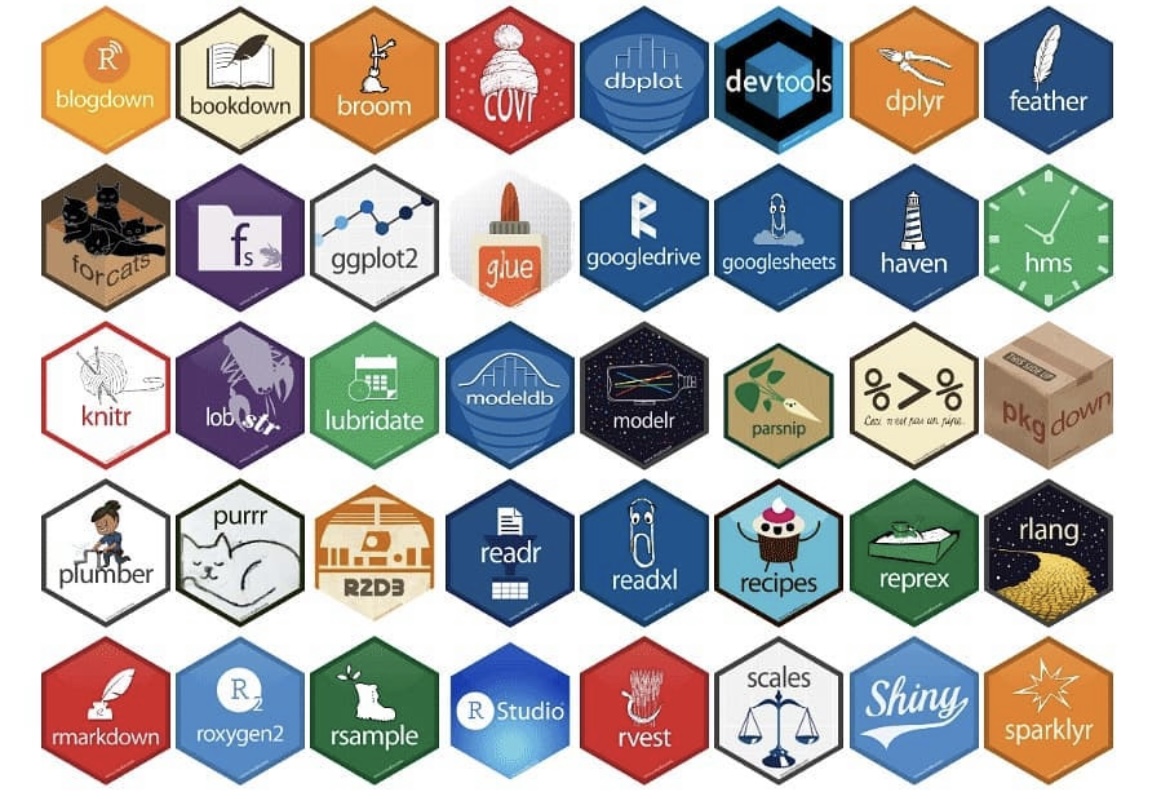 R
blogdown
bookdown
broom
covr
dbplot
devtools
dplyr
feather
forcats
fs
ggplot2
glue
googledrive
googlesheets
haven
hms
knitr
lobstr
lubridate
modeldb
modelr
parsnip
%>%
Ceci n'est pas un pipe.
THIS SIDE UP
pkgdown
plumber
purrr
R2D3
readr
readxl
recipes
reprex
rlang
rmarkdown
R2
roxygen2
rsample
R Studio
rvest
scales
Shiny
sparklyr